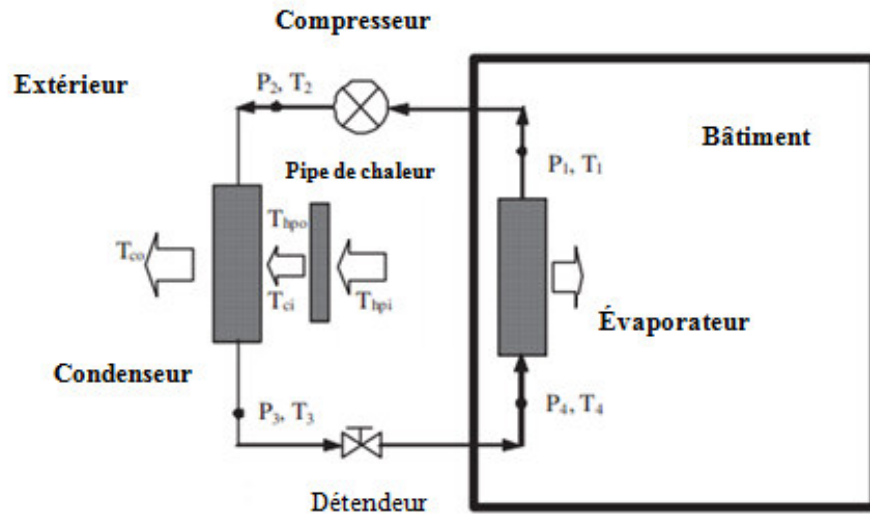 Compresseur
Extérieur
P2, T2
Bâtiment
P1, T1
Pipe de chaleur
Thpo
Tco
Tci
Thpi
Évaporateur
Condenseur
P3, T3
P4, T4
Détendeur